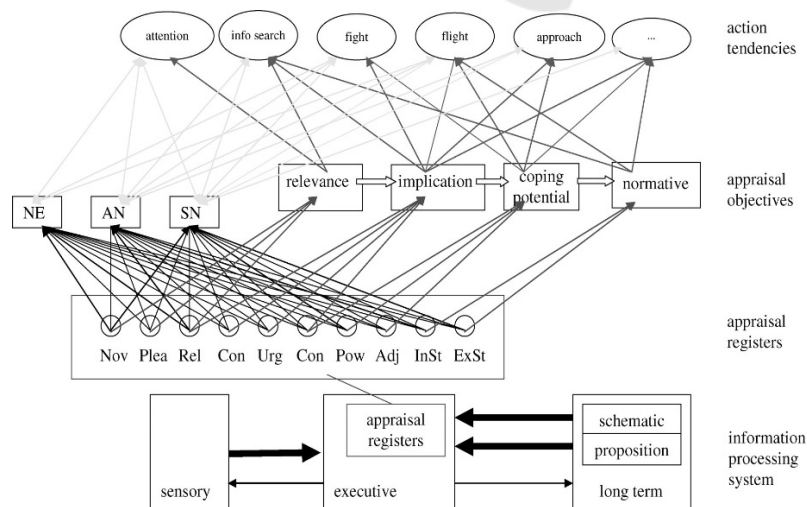 attention
info search
fight
flight
approach
...
action
tendencies
relevance
implication
coping
potential
normative
appraisal
objectives
NE
AN
SN
Nov Plea Rel Con Urg Con Pow Adj InSt ExSt
appraisal
registers
appraisal
registers
schematic
proposition
information
processing
system
sensory
executive
long term